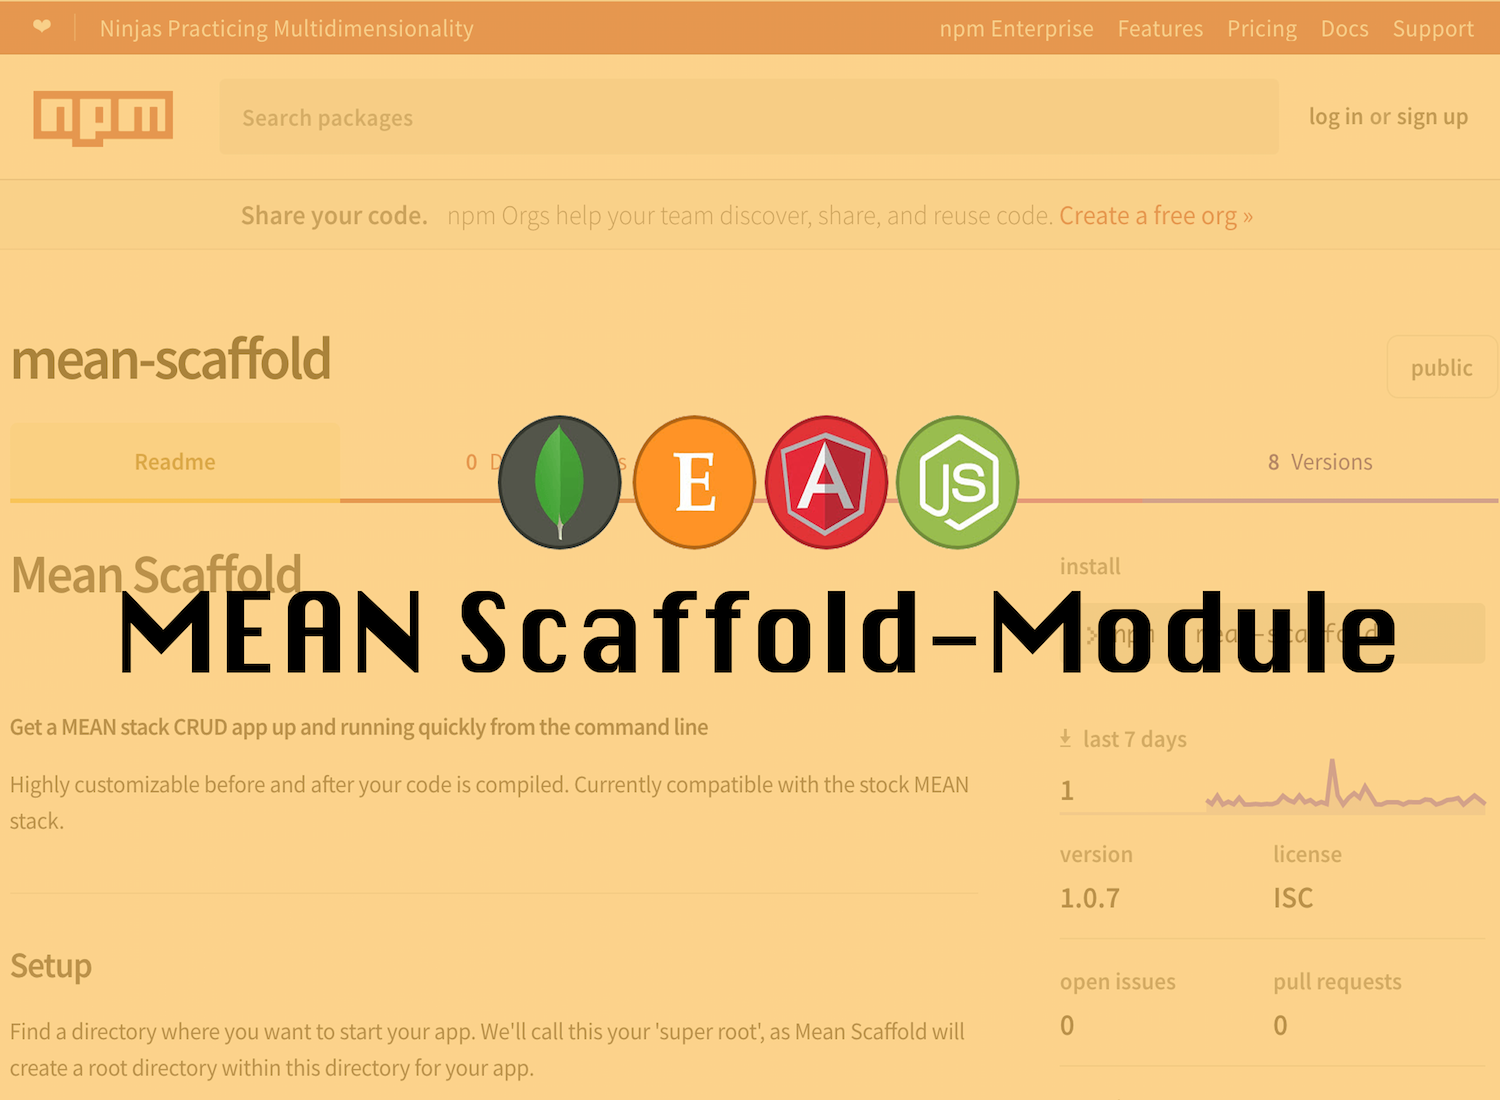 ❤ Ninjas Practicing Multidimensionality npm Enterprise Features Pricing Docs Support
npm Search packages log in or sign up
Share your code. npm Orgs help your team discover, share, and reuse code. Create a free org »
mean-scaffold public
Readme 0 D s 8 Versions
E A JS
Mean Scaffold install
MEAN Scaffold-Module
Get a MEAN stack CRUD app up and running quickly from the command line
Highly customizable before and after your code is compiled. Currently compatible with the stock MEAN
stack.
last 7 days
1
version license
1.0.7 ISC
Setup
open issues pull requests
0 0
Find a directory where you want to start your app. We'll call this your 'super root', as Mean Scaffold will
create a root directory within this directory for your app.